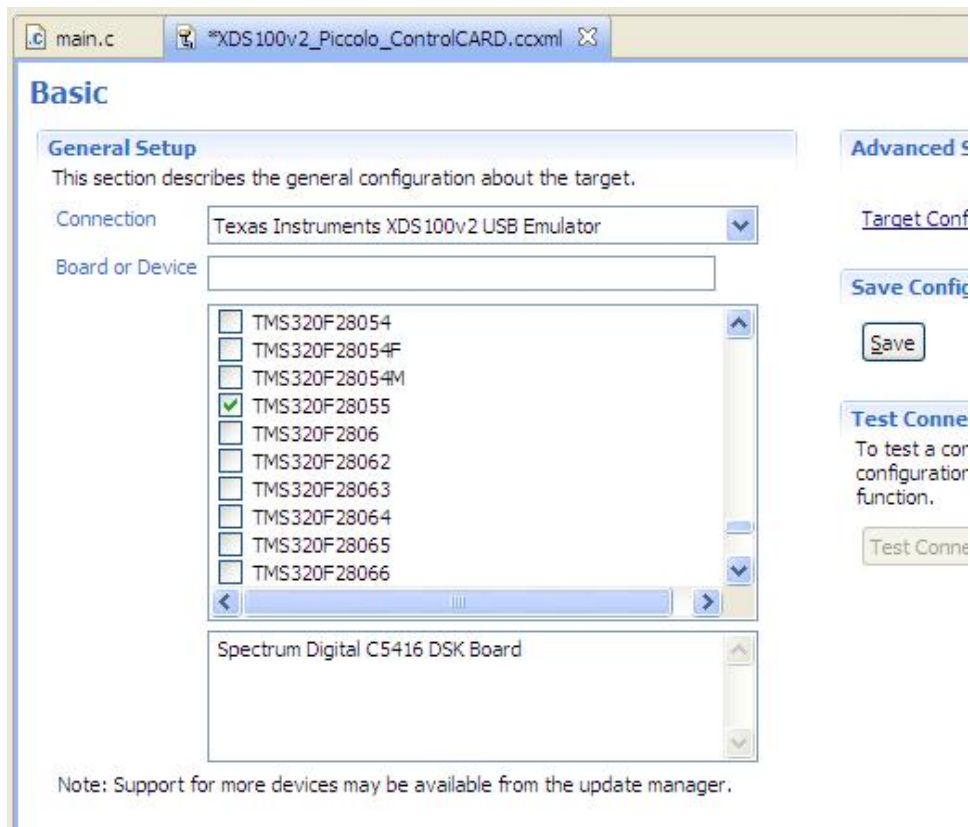 main.c
*XDS100v2_Piccolo_ControlCARD.ccxml
Basic
General Setup
This section describes the general configuration about the target.
Connection
Texas Instruments XDS100v2 USB Emulator
Board or Device
TMS320F28054
TMS320F28054F
TMS320F28054M
TMS320F28055
TMS320F2806
TMS320F28062
TMS320F28063
TMS320F28064
TMS320F28065
TMS320F28066
Spectrum Digital C5416 DSK Board
Note: Support for more devices may be available from the update manager.
Advanced S
Target Conf
Save Config
Save
Test Conne
To test a con
configuration
function.
Test Conne